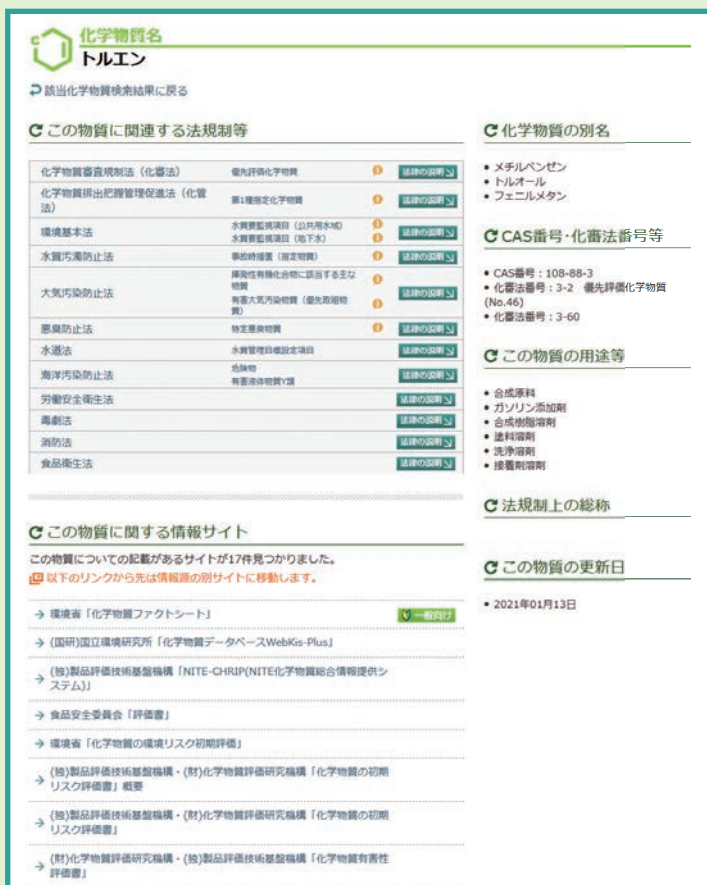 化学物質名
トルエン
該当化学物質検索結果に戻る
この物質に関連する法規制等
化学物質審査規制法（化審法） 優先評価化学物質 法律の説明
化学物質排出把握管理促進法（化管
法） 第1種指定化学物質 法律の説明
環境基本法 水質要監視項目（公共用水域）
水質要監視項目（地下水） 法律の説明
水質汚濁防止法 事故時措置（指定物質） 法律の説明
大気汚染防止法 揮発性有機化合物に該当する主な
物質
有害大気汚染物質（優先取組物
質） 法律の説明
悪臭防止法 特定悪臭物質 法律の説明
水道法 水質管理目標設定項目 法律の説明
海洋汚染防止法 危険物
有害液体物質Y類 法律の説明
労働安全衛生法 法律の説明
毒劇法 法律の説明
消防法 法律の説明
食品衛生法 法律の説明
この物質に関する情報サイト
この物質についての記載があるサイトが17件見つかりました。
以下のリンクから先は情報源の別サイトに移動します。
環境省「化学物質ファクトシート」 一般向け
(国研)国立環境研究所「化学物質データベースWebKis-Plus」
(独)製品評価技術基盤機構「NITE-CHRIP(NITE化学物質総合情報提供シ
ステム)」
食品安全委員会「評価書」
環境省「化学物質の環境リスク初期評価」
(独)製品評価技術基盤機構・(財)化学物質評価研究機構「化学物質の初期
リスク評価書」概要
(独)製品評価技術基盤機構・(財)化学物質評価研究機構「化学物質の初期
リスク評価書」
(財)化学物質評価研究機構・(独)製品評価技術基盤機構「化学物質有害性
評価書」
化学物質の別名
• メチルベンゼン
• トルオール
• フェニルメタン
CAS番号･化審法番号等
• CAS番号：108-88-3
• 化審法番号：3-2 優先評価化学物質
(No.46)
• 化審法番号：3-60
この物質の用途等
• 合成原料
• ガソリン添加剤
• 合成樹脂溶剤
• 塗料溶剤
• 洗浄溶剤
• 接着剤溶剤
法規制上の総称
この物質の更新日
• 2021年01月13日